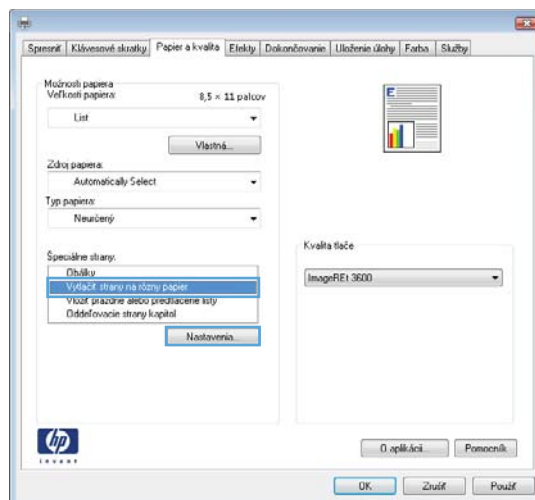 Spresniť Klávesové skratky Papier a kvalita Efekty Dokončovanie Uloženie úlohy Farba Služby
Možnosti papiera
Veľkosti papiera: 8,5 × 11 palcov
List
Vlastná...
Zdroj papiera:
Automatically Select
Typ papiera:
Neurčený
Špeciálne strany:
Obálky
Vytlačiť strany na rôzny papier
Vložiť prázdne alebo predtlačené listy
Oddeľovacie strany kapitol
Nastavenia...
Kvalita tlače
ImageREt 3600
hp
invent
O aplikácii... Pomocník
OK Zrušiť Použiť